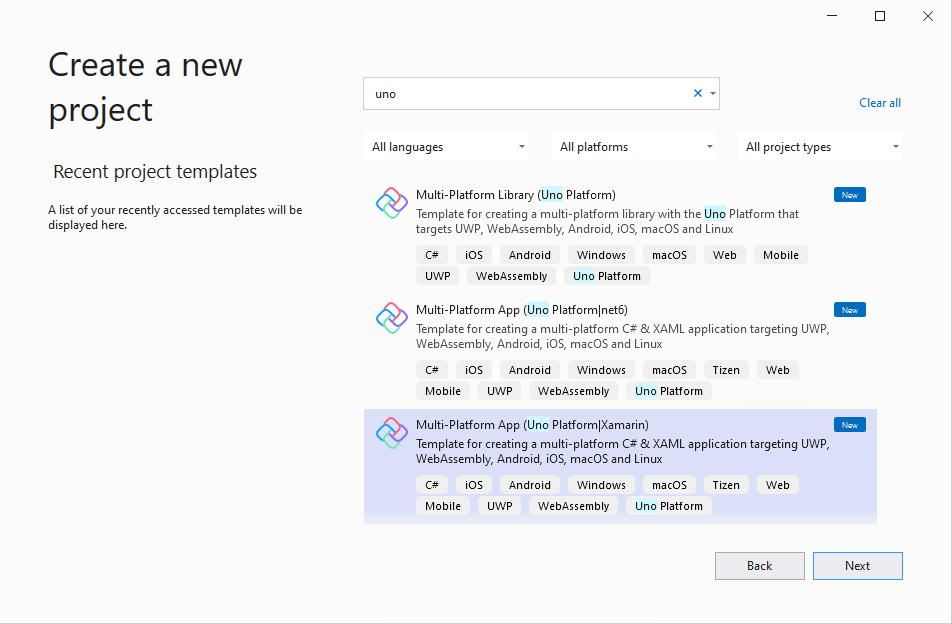 Create a new
project
Recent project templates
A list of your recently accessed templates will be
displayed here.
uno
Clear all
All languages
All platforms
All project types
Multi-Platform Library (Uno Platform)
New
Template for creating a multi-platform library with the Uno Platform that
targets UWP, WebAssembly, Android, iOS, macOS and Linux
C# iOS Android Windows macOS Web Mobile
UWP WebAssembly Uno Platform
Multi-Platform App (Uno Platform|net6)
New
Template for creating a multi-platform C# & XAML application targeting UWP,
WebAssembly, Android, iOS, macOS and Linux
C# iOS Android Windows macOS Tizen Web
Mobile UWP WebAssembly Uno Platform
Multi-Platform App (Uno Platform|Xamarin)
New
Template for creating a multi-platform C# & XAML application targeting UWP,
WebAssembly, Android, iOS, macOS and Linux
C# iOS Android Windows macOS Tizen Web
Mobile UWP WebAssembly Uno Platform
Back
Next